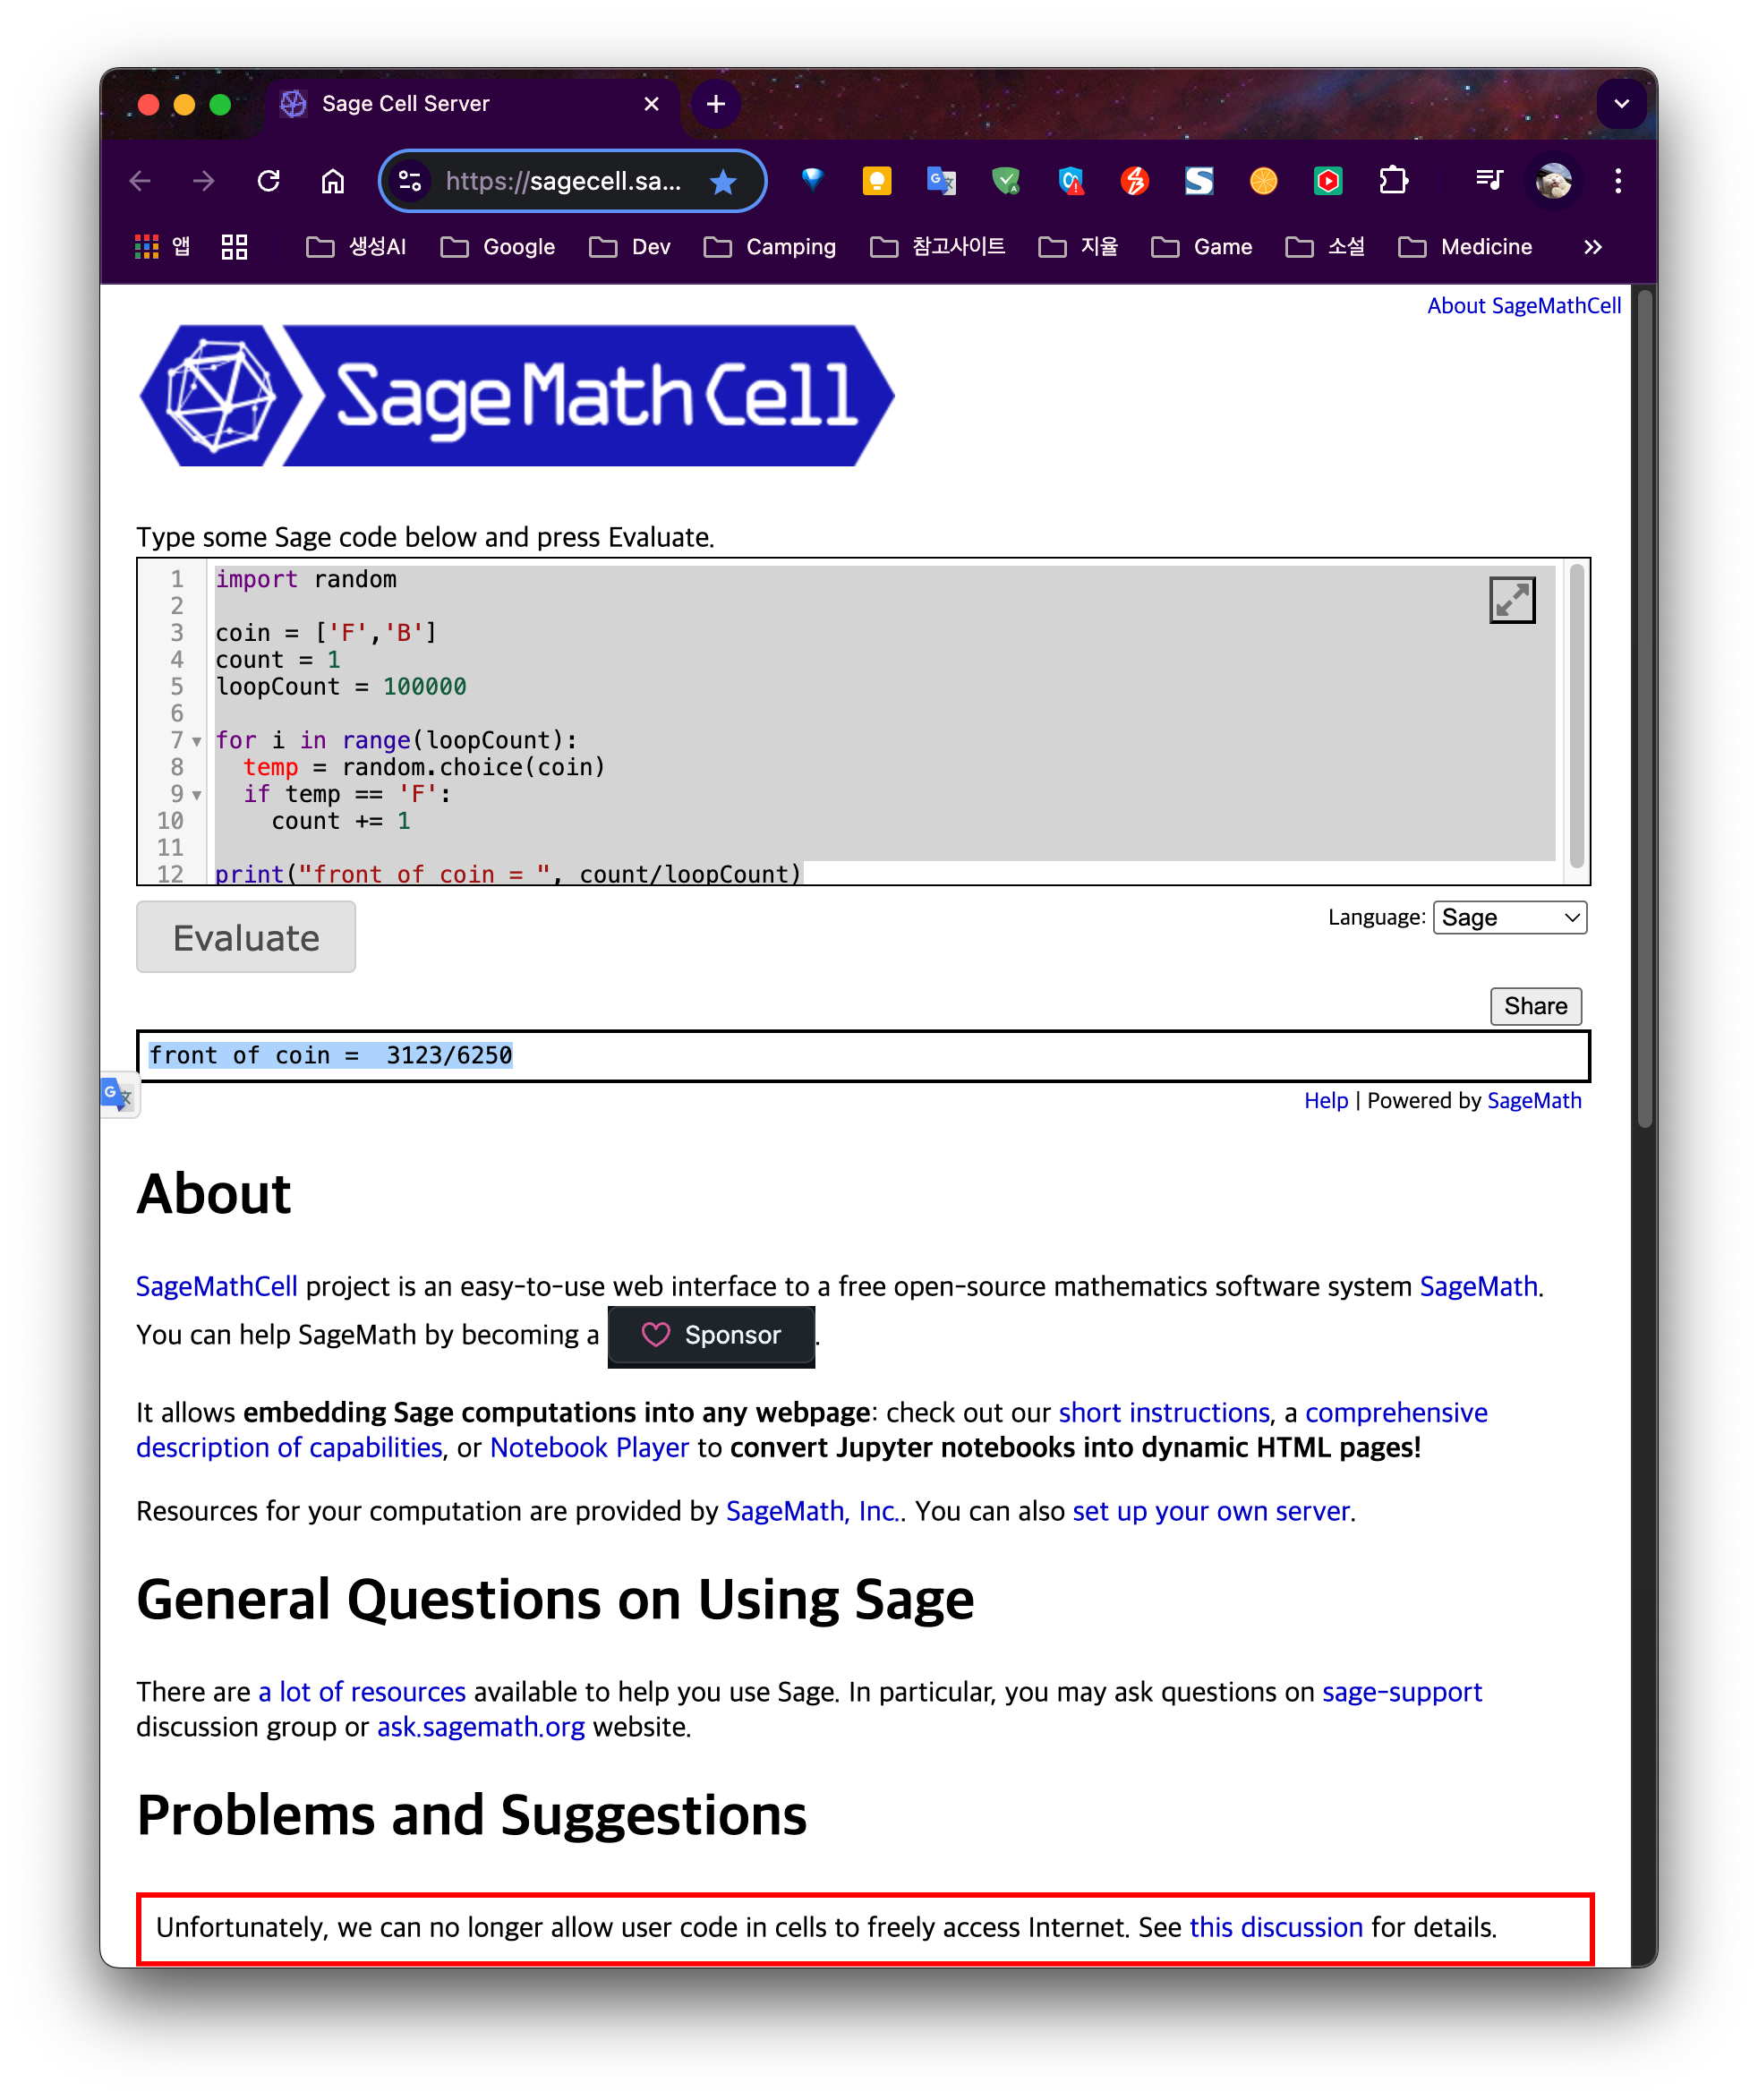 Sage Cell Server
https://sagecell.sa...
앱 생성AI Google Dev Camping 참고사이트 지율 Game 소설 Medicine »
About SageMathCell
SageMathCell
Type some Sage code below and press Evaluate.
1 import random
2
3 coin = ['F','B']
4 count = 1
5 loopCount = 100000
6
7 for i in range(loopCount):
8   temp = random.choice(coin)
9   if temp == 'F':
10     count += 1
11
12 print("front of coin = ", count/loopCount)
Evaluate
Language: Sage
Share
front of coin =  3123/6250
Help | Powered by SageMath
About
SageMathCell project is an easy-to-use web interface to a free open-source mathematics software system SageMath.
You can help SageMath by becoming a Sponsor.
It allows embedding Sage computations into any webpage: check out our short instructions, a comprehensive
description of capabilities, or Notebook Player to convert Jupyter notebooks into dynamic HTML pages!
Resources for your computation are provided by SageMath, Inc.. You can also set up your own server.
General Questions on Using Sage
There are a lot of resources available to help you use Sage. In particular, you may ask questions on sage-support
discussion group or ask.sagemath.org website.
Problems and Suggestions
Unfortunately, we can no longer allow user code in cells to freely access Internet. See this discussion for details.